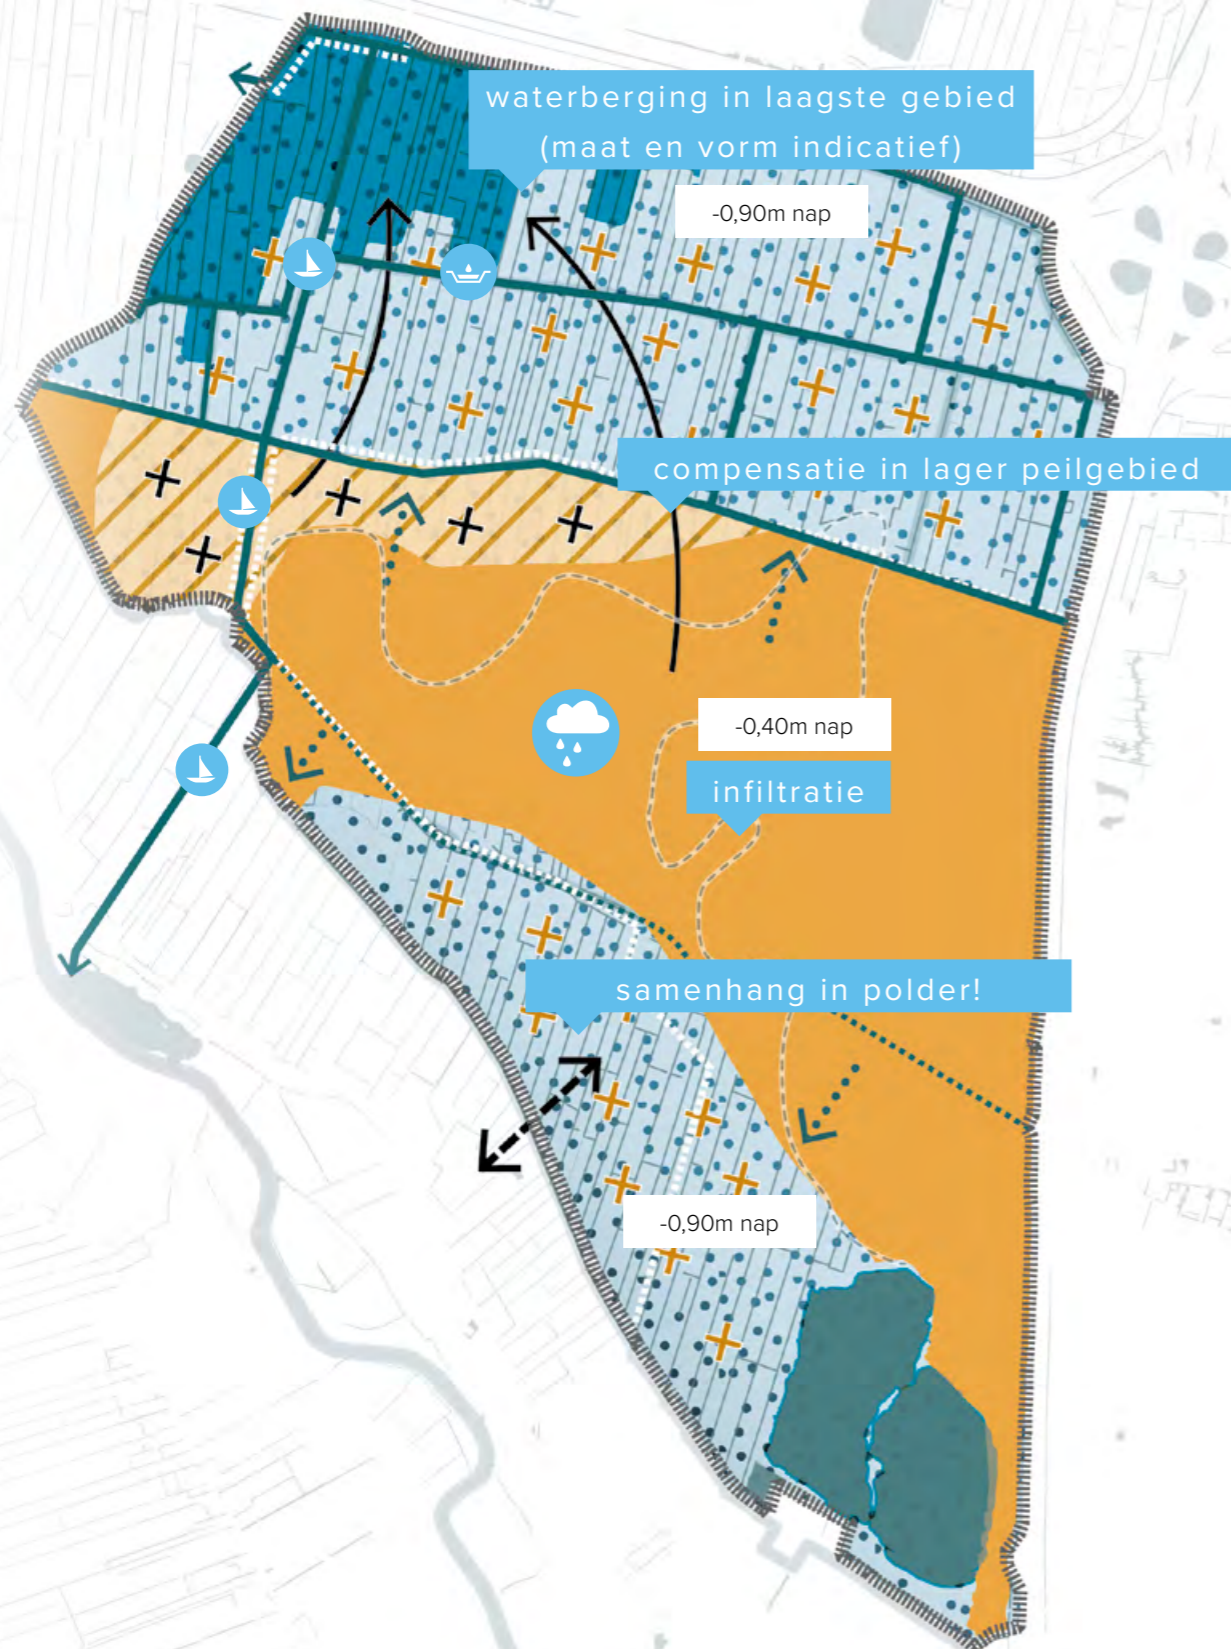 waterberging in laagste gebied
(maat en vorm indicatief)
-0,90m nap
compensatie in lager peilgebied
-0,40m nap
infiltratie
samenhang in polder!
-0,90m nap